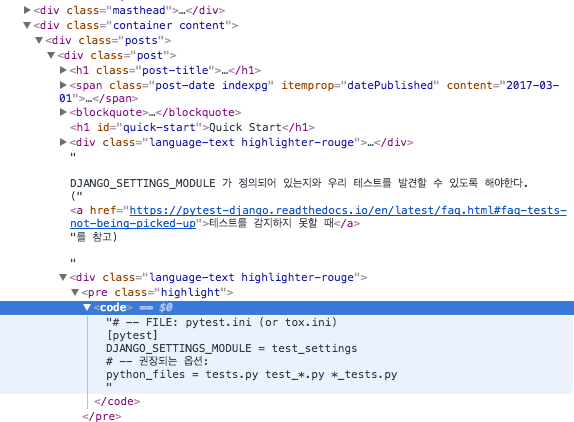 ▶<div class="masthead">…</div>
▼<div class="container content">
▼<div class="posts">
▼<div class="post">
▶<h1 class="post-title">…</h1>
▶<span class="post-date indexpg" itemprop="datePublished" content="2017-03-
01">…</span>
▶<blockquote>…</blockquote>
<h1 id="quick-start">Quick Start</h1>
▶<div class="language-text highlighter-rouge">…</div>
"
DJANGO_SETTINGS_MODULE 가 정의되어 있는지와 우리 테스트를 발견할 수 있도록 해야한다.
("
<a href="https://pytest-django.readthedocs.io/en/latest/faq.html#faq-tests-
not-being-picked-up">테스트를 감지하지 못할 때</a>
"를 참고)
"
▼<div class="language-text highlighter-rouge">
▼<pre class="highlight">
▼<code> == $0
"# -- FILE: pytest.ini (or tox.ini)
[pytest]
DJANGO_SETTINGS_MODULE = test_settings
# -- 권장되는 옵션:
python_files = tests.py test_*.py *_tests.py
"
</code>
</pre>